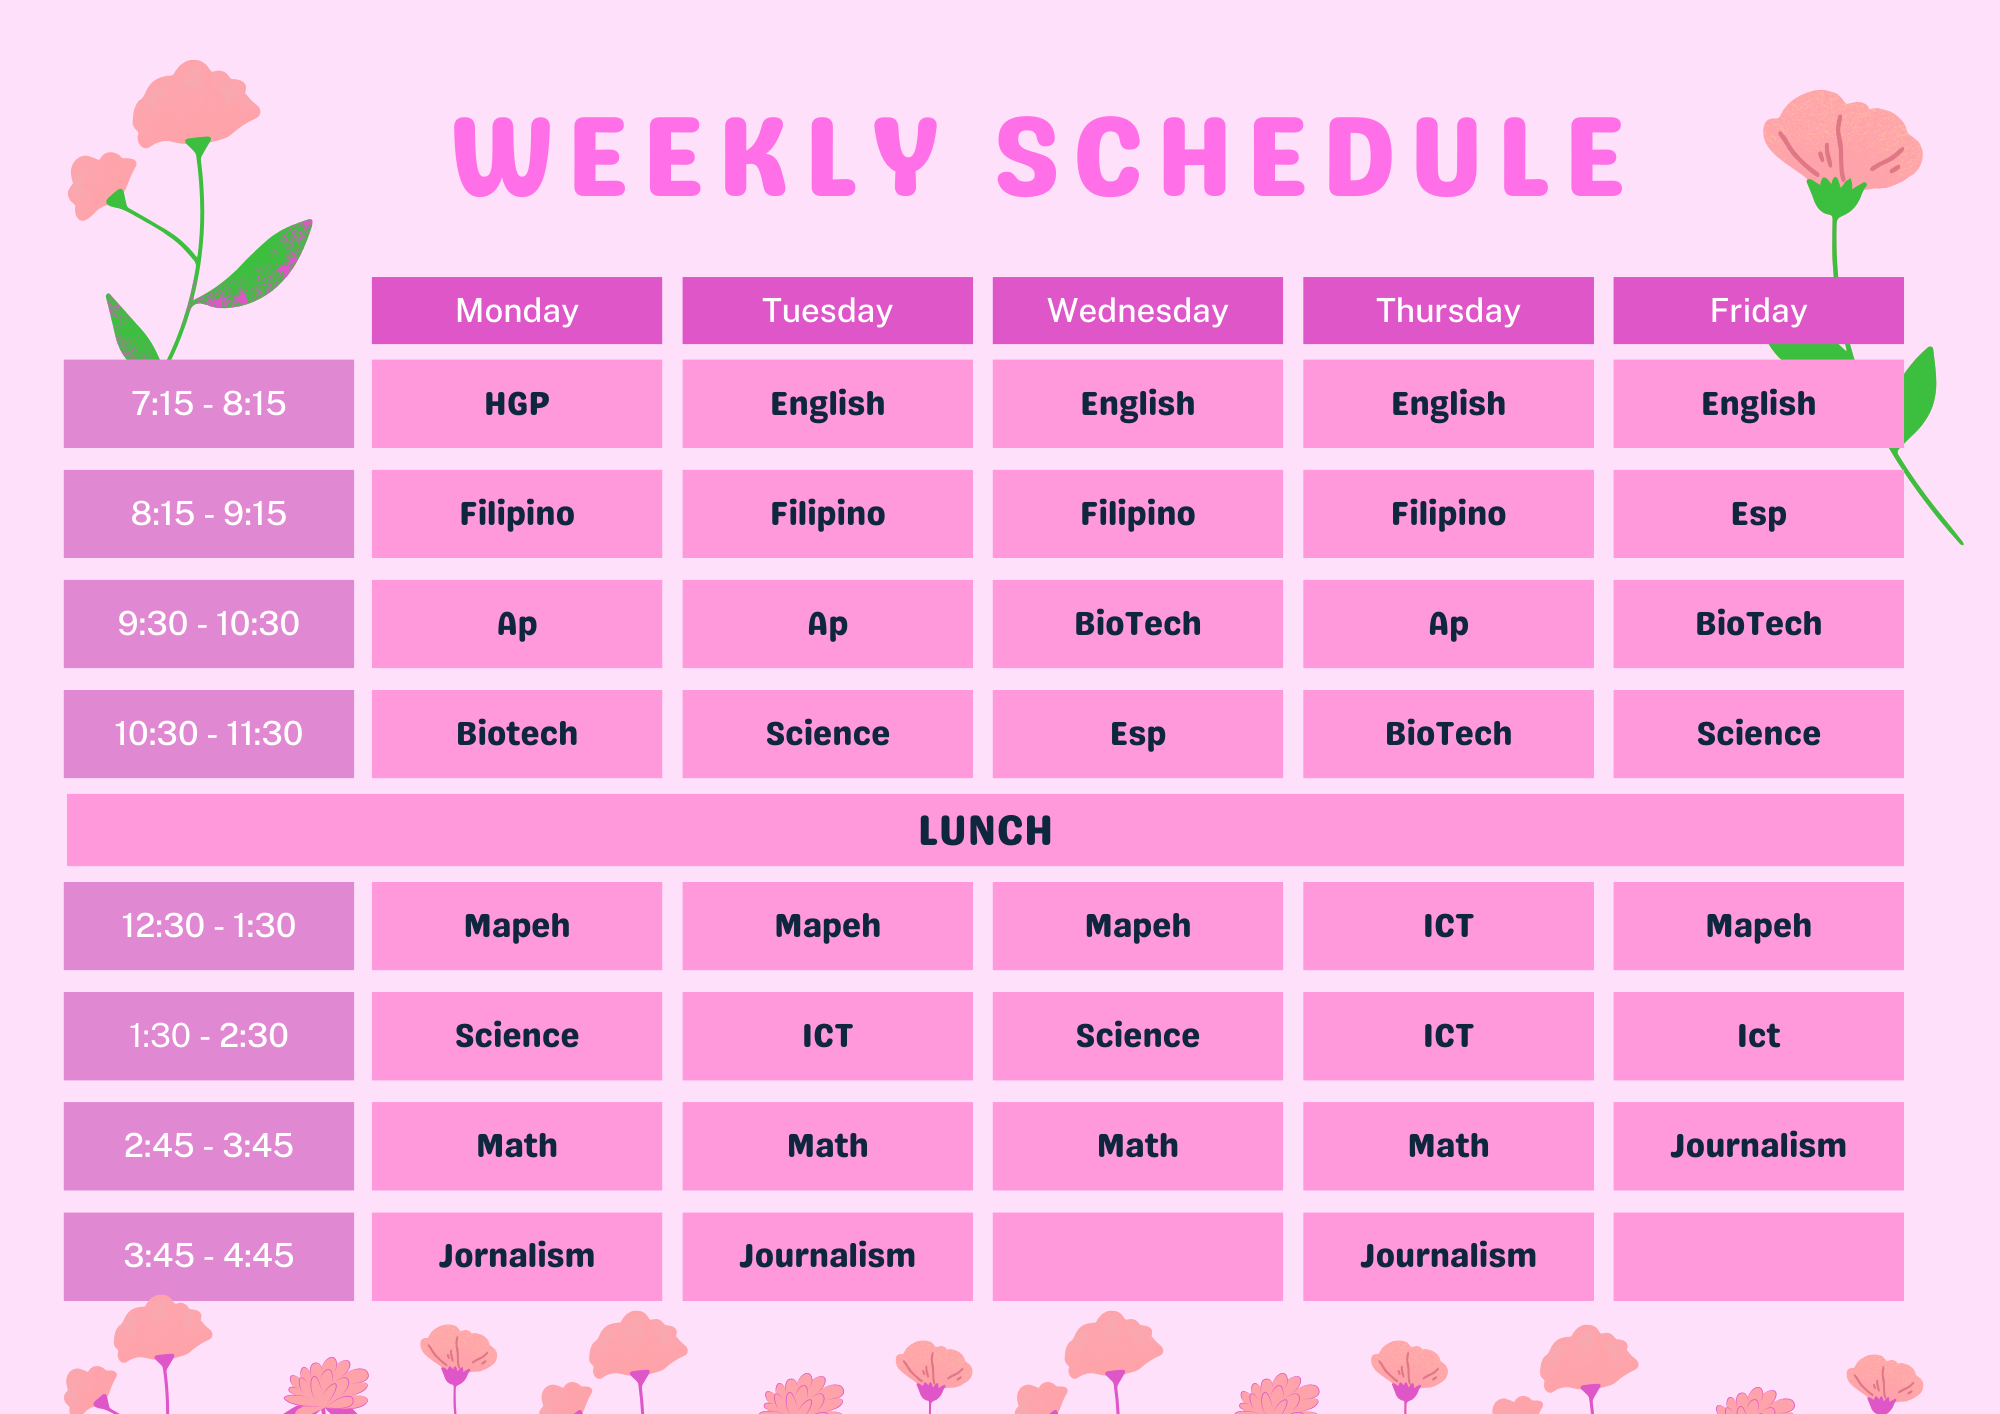 WEEKLY SCHEDULE
Monday Tuesday Wednesday Thursday Friday
7:15 - 8:15 HGP English English English English
8:15 - 9:15 Filipino Filipino Filipino Filipino Esp
9:30 - 10:30 Ap Ap BioTech Ap BioTech
10:30 - 11:30 Biotech Science Esp BioTech Science
LUNCH
12:30 - 1:30 Mapeh Mapeh Mapeh ICT Mapeh
1:30 - 2:30 Science ICT Science ICT Ict
2:45 - 3:45 Math Math Math Math Journalism
3:45 - 4:45 Jornalism Journalism Journalism